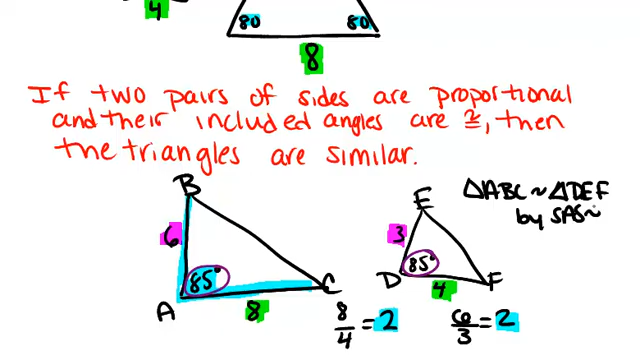 4
80 80
8
If two pairs of sides are proportional
and their included angles are ≅, then
the triangles are similar.
B
6
85°
A
8
C
E
3
85°
D
4
F
△ABC ~ △DEF
by SAS~
8/4 = 2
6/3 = 2